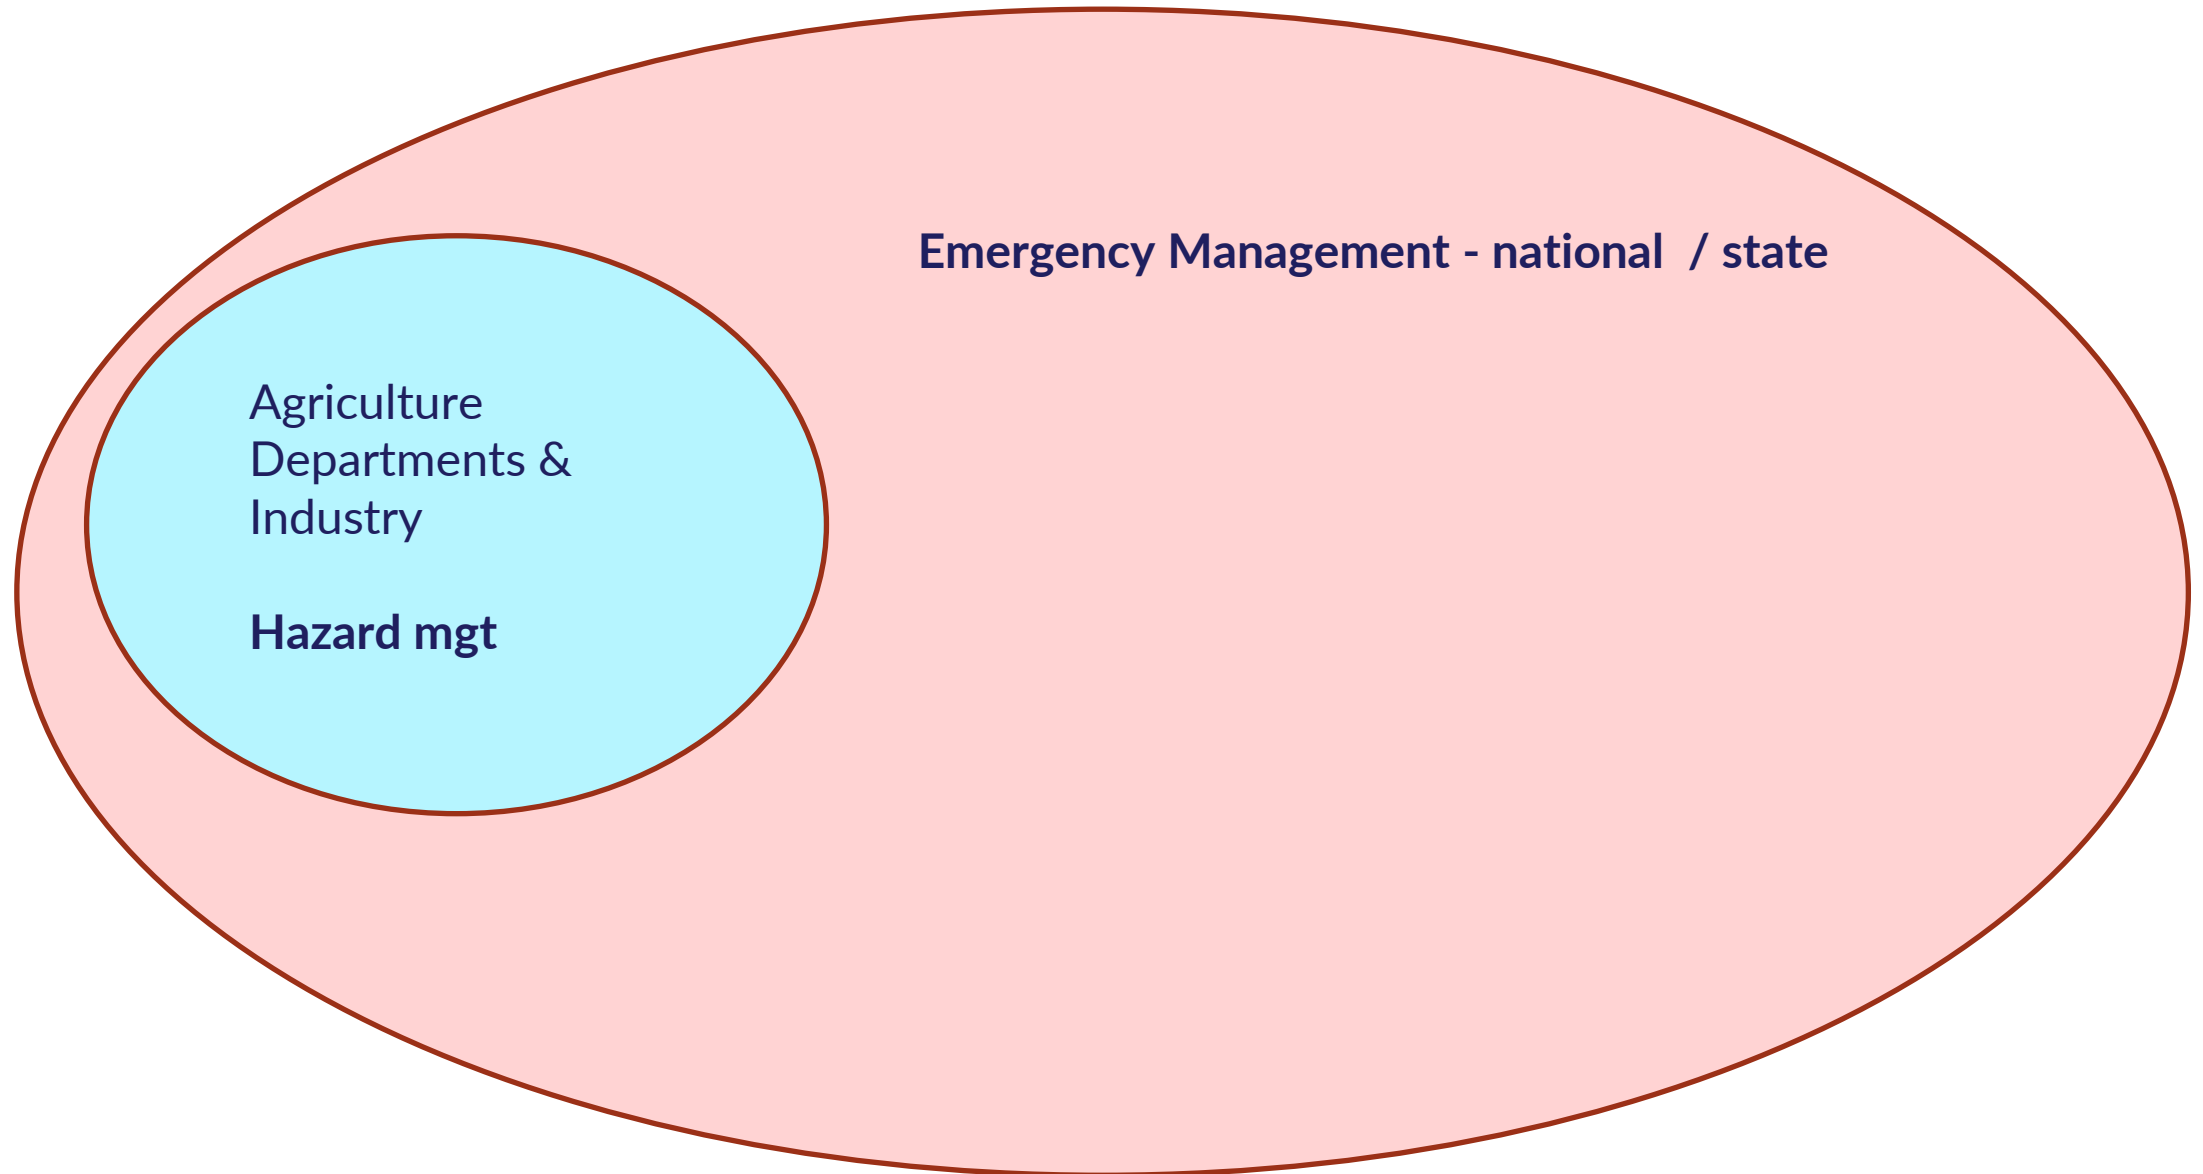 Emergency Management - national / state
Agriculture
Departments &
Industry
Hazard mgt